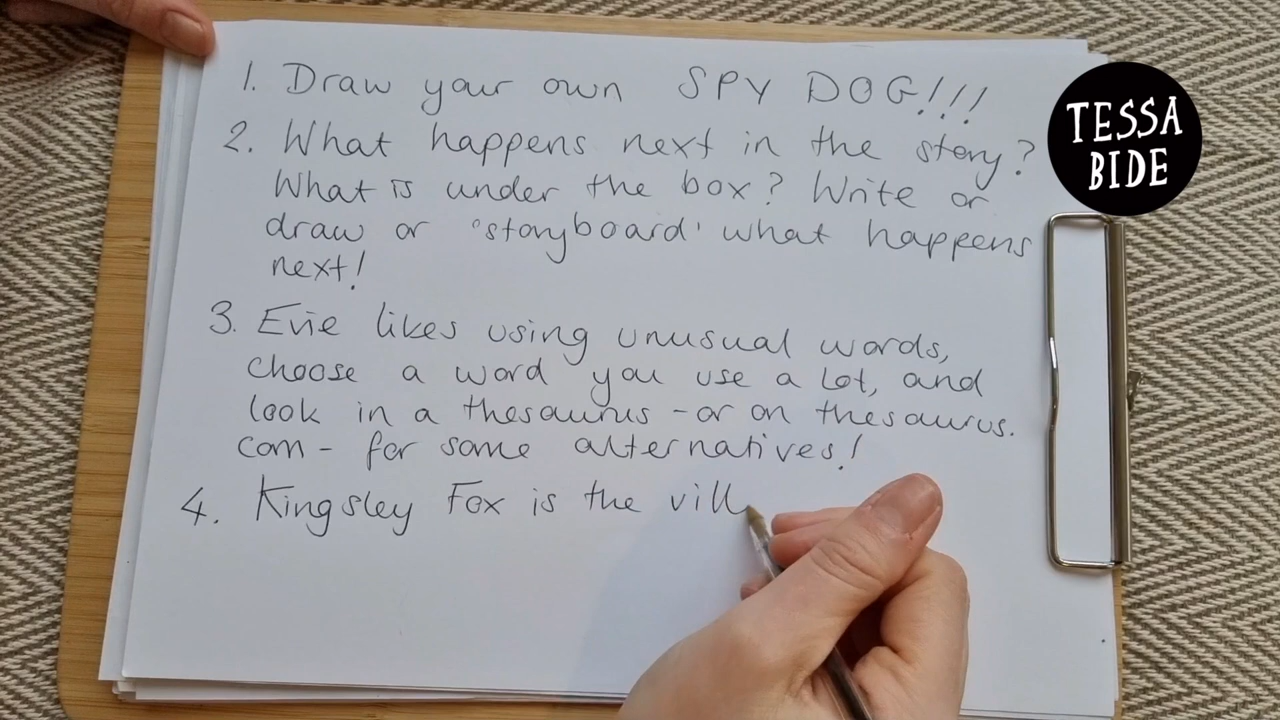 1. Draw your own SPY DOG!!!
2. What happens next in the story?
What is under the box? Write or
draw or 'storyboard' what happens
next!
3. Evie likes using unusual words,
choose a word you use a lot, and
look in a thesaurus - or on thesaurus.
com - for some alternatives!
4. Kingsley Fox is the vill
TESSA
BIDE